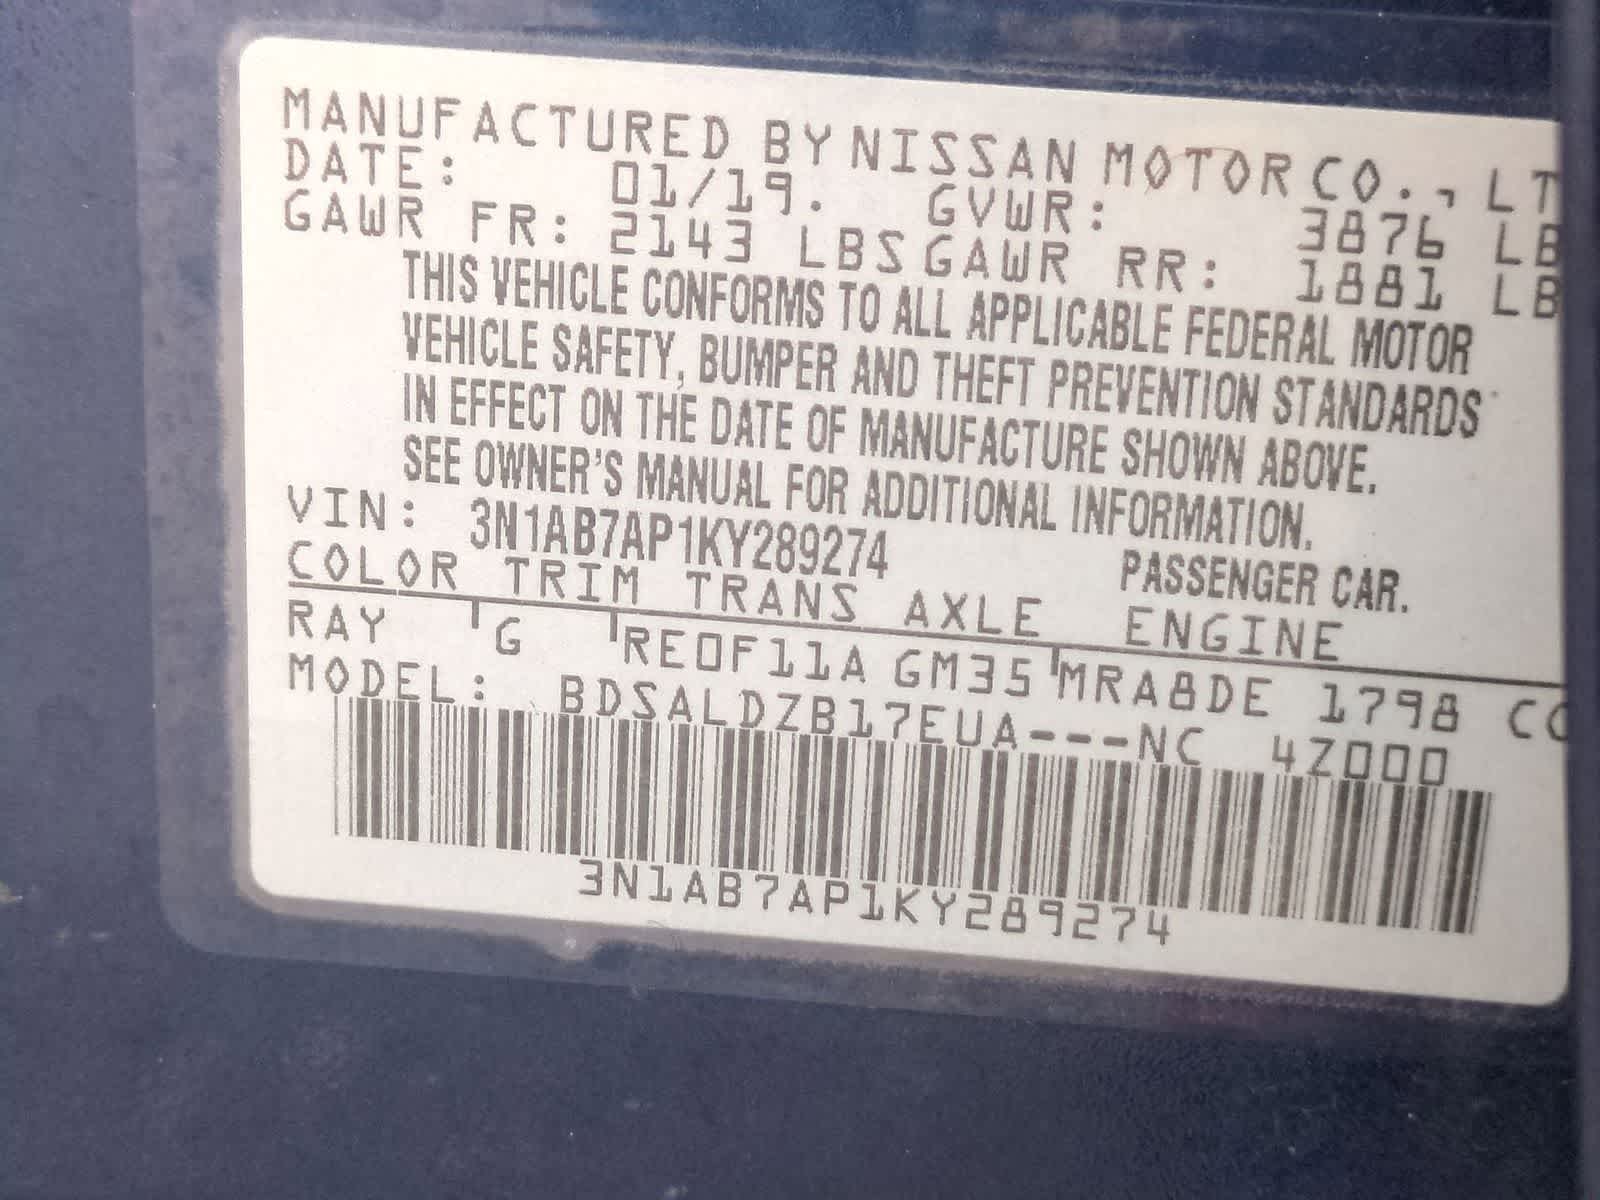 MANUFACTURED BY NISSAN MOTOR CO., LT
DATE: 01/19. GVWR: 3876 LB
GAWR FR: 2143 LBS GAWR RR: 1881 LB
THIS VEHICLE CONFORMS TO ALL APPLICABLE FEDERAL MOTOR
VEHICLE SAFETY, BUMPER AND THEFT PREVENTION STANDARDS
IN EFFECT ON THE DATE OF MANUFACTURE SHOWN ABOVE.
SEE OWNER'S MANUAL FOR ADDITIONAL INFORMATION.
VIN: 3N1AB7AP1KY289274 PASSENGER CAR.
COLOR TRIM TRANS AXLE ENGINE
RAY G RE0F11A GM35 MRA8DE 1798 CC
MODEL: BDSALDZB17EUA---NC 4Z000
3N1AB7AP1KY289274